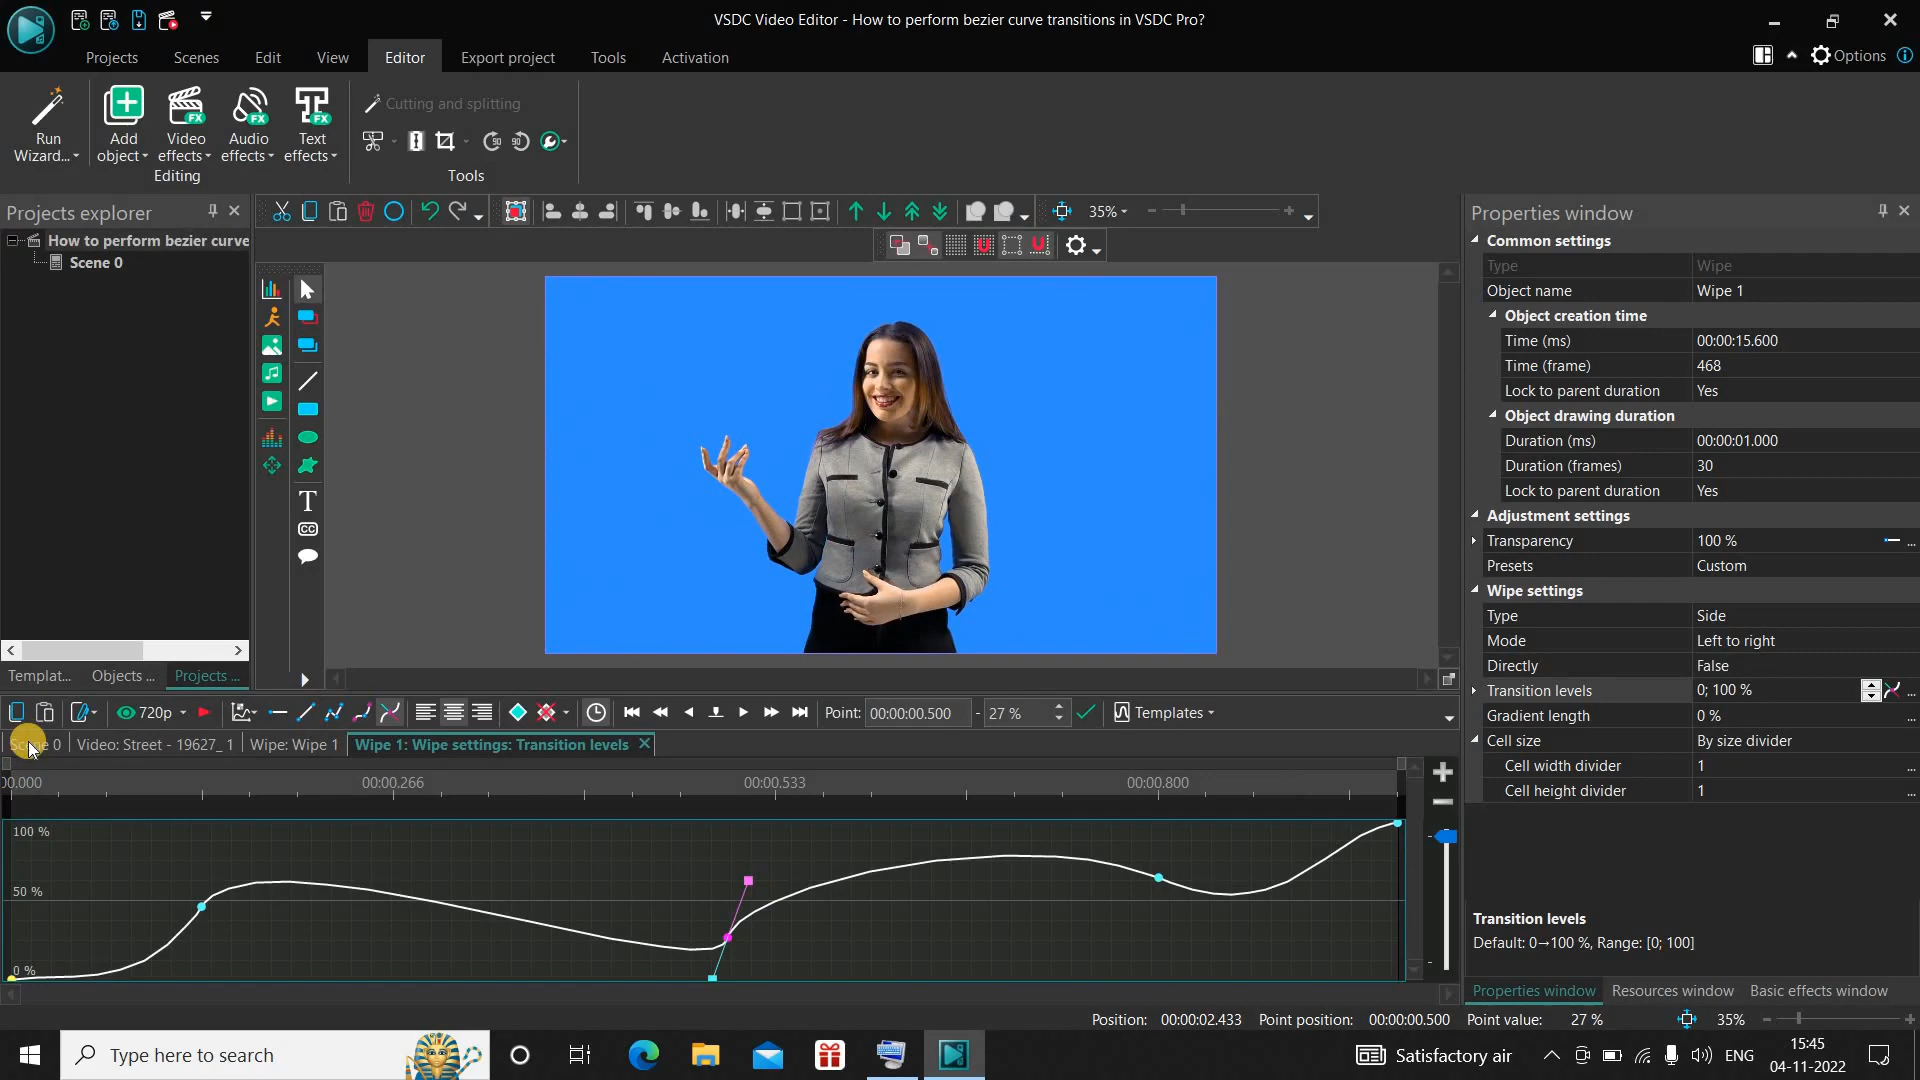 VSDC Video Editor - How to perform bezier curve transitions in VSDC Pro?
Projects
Scenes
Edit
View
Editor
Export project
Tools
Activation
Options
Run Wizard...
Add object
Video effects
Audio effects
Text effects
Editing
Cutting and splitting
Tools
Projects explorer
How to perform bezier curve
Scene 0
35%
Properties window
Common settings
Type Wipe
Object name Wipe 1
Object creation time
Time (ms) 00:00:15.600
Time (frame) 468
Lock to parent duration Yes
Object drawing duration
Duration (ms) 00:00:01.000
Duration (frames) 30
Lock to parent duration Yes
Adjustment settings
Transparency 100 % ...
Presets Custom
Wipe settings
Type Side
Mode Left to right
Directly False
Transition levels 0; 100 % ...
Gradient length 0 % ...
Cell size By size divider
Cell width divider 1 ...
Cell height divider 1 ...
Transition levels
Default: 0→100 %, Range: [0; 100]
Properties window Resources window Basic effects window
Templat... Objects ... Projects ...
720p
Point: 00:00:00.500 - 27 %
Templates
Scene 0 Video: Street - 19627_ 1 Wipe: Wipe 1 Wipe 1: Wipe settings: Transition levels
00.000 00:00.266 00:00.533 00:00.800
100 %
50 %
0 %
Position: 00:00:02.433 Point position: 00:00:00.500 Point value: 27 % 35%
Type here to search
Satisfactory air
ENG
15:45
04-11-2022